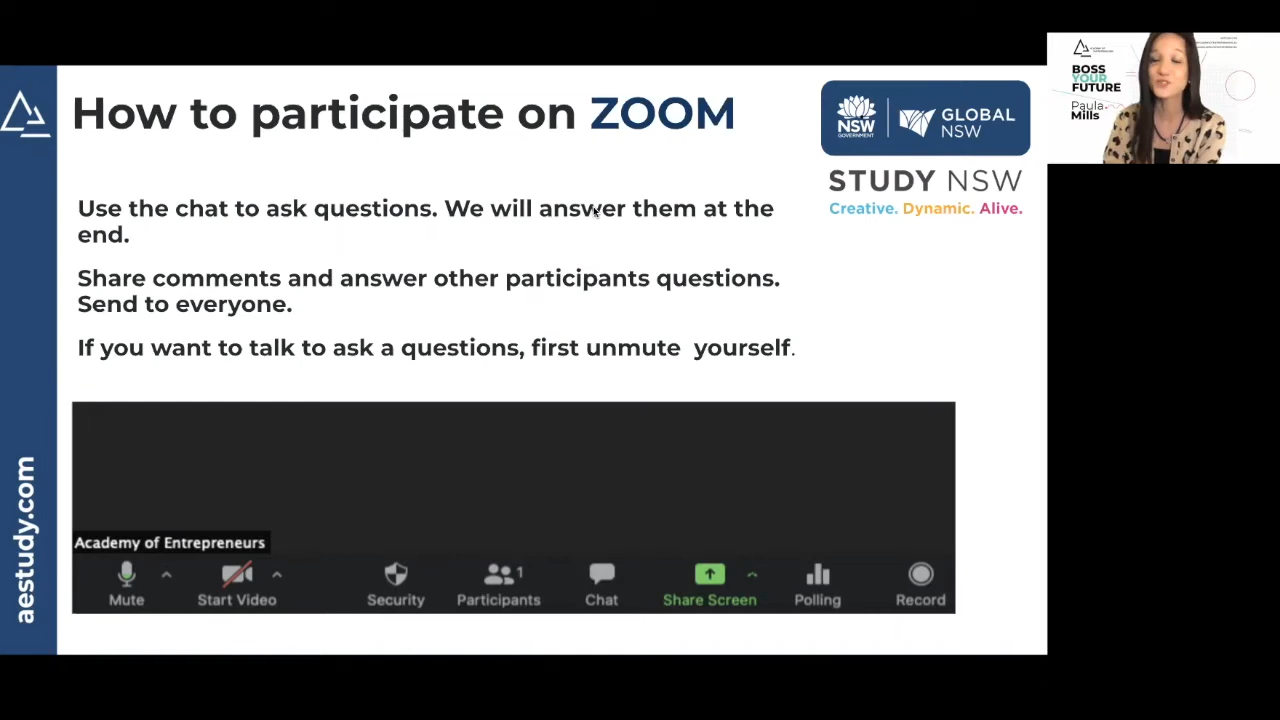 How to participate on ZOOM
NSW
GOVERNMENT
GLOBAL
NSW
STUDY NSW
Creative. Dynamic. Alive.
Use the chat to ask questions. We will answer them at the
end.
Share comments and answer other participants questions.
Send to everyone.
If you want to talk to ask a questions, first unmute yourself.
aestudy.com
Academy of Entrepreneurs
1
Mute
Start Video
Security
Participants
Chat
Share Screen
Polling
Record
BOSS
YOUR
FUTURE
Paula
Mills